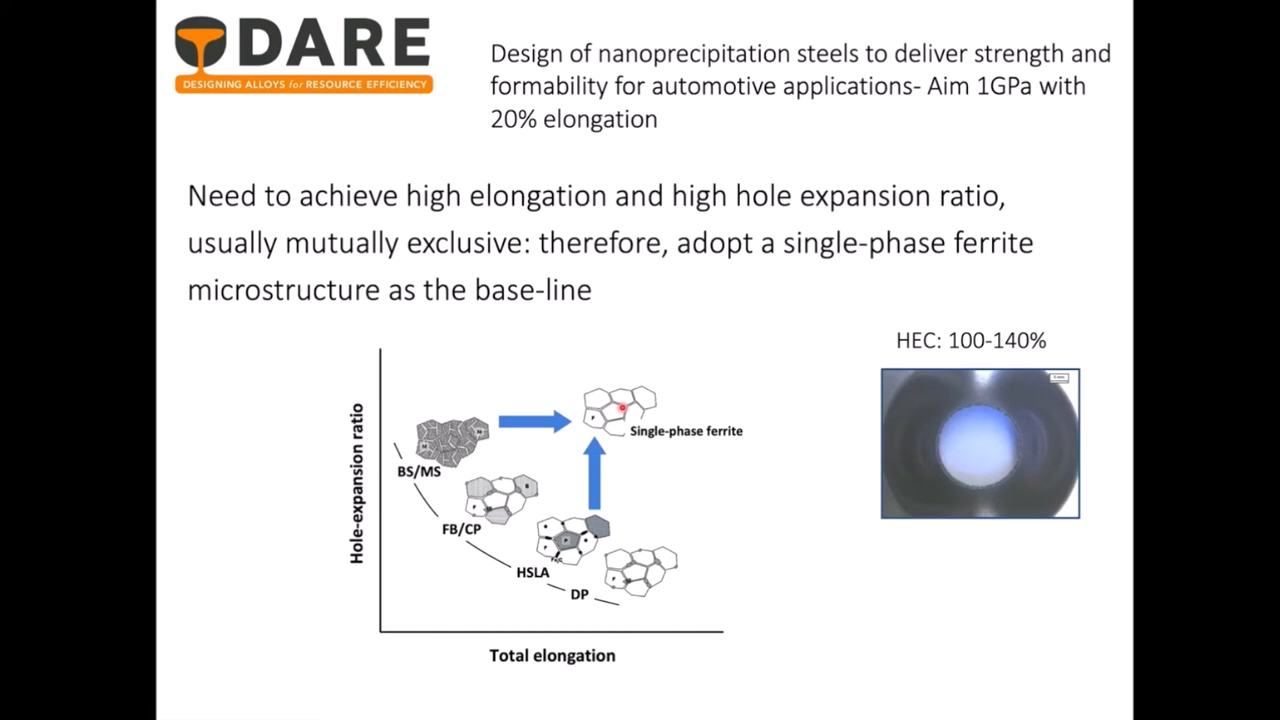 DARE
DESIGNING ALLOYS for RESOURCE EFFICIENCY
Design of nanoprecipitation steels to deliver strength and
formability for automotive applications- Aim 1GPa with
20% elongation
Need to achieve high elongation and high hole expansion ratio,
usually mutually exclusive: therefore, adopt a single-phase ferrite
microstructure as the base-line
HEC: 100-140%
Hole-expansion ratio
M
M
BS/MS
F
B
FB/CP
F
P
HSLA
F
DP
F
Single-phase ferrite
Total elongation